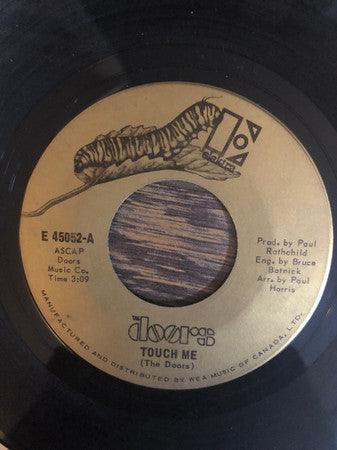 elektra
E 45052-A
ASCAP
Doors
Music Co.
Time 3:09
Prod. by Paul
Rothchild
Eng. by Bruce
Botnick
Arr. by Paul
Harris
THE
doors
TOUCH ME
(The Doors)
MANUFACTURED AND DISTRIBUTED BY WEA MUSIC OF CANADA, LTD.